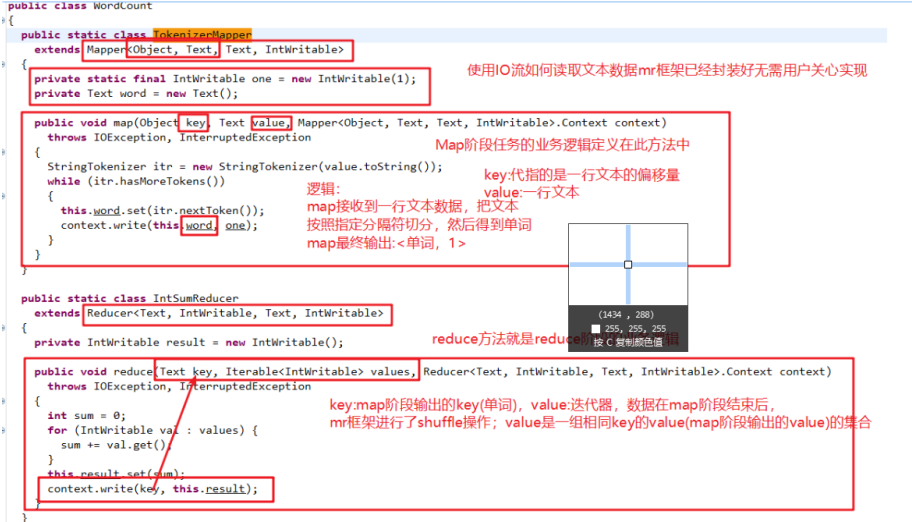 public class WordCount
{
public static class TokenizerMapper
extends Mapper<Object, Text, Text, IntWritable>
{
使用IO流如何读取文本数据mr框架已经封装好无需用户关心实现
private static final IntWritable one = new IntWritable(1);
private Text word = new Text();
public void map(Object key, Text value, Mapper<Object, Text, Text, IntWritable>.Context context)
throws IOException, InterruptedException
Map阶段任务的业务逻辑定义在此方法中
{
StringTokenizer itr = new StringTokenizer(value.toString());
key:代指的是一行文本的偏移量
while (itr.hasMoreTokens())
value:一行文本
{
逻辑:
this.word.set(itr.nextToken());
map接收到一行文本数据,把文本
context.write(this.word, one);
按照指定分隔符切分,然后得到单词
}
map最终输出:<单词, 1>
}
}
(1434 , 288)
255, 255, 255
按 C 复制颜色值
public static class IntSumReducer
extends Reducer<Text, IntWritable, Text, IntWritable>
{
reduce方法就是reduce阶
逻辑
private IntWritable result = new IntWritable();
public void reduce(Text key, Iterable<IntWritable> values, Reducer<Text, IntWritable, Text, IntWritable>.Context context)
throws IOException, InterruptedException
{
key:map阶段输出的key(单词), value:迭代器, 数据在map阶段结束后,
int sum = 0;
mr框架进行了shuffle操作; value是一组相同key的value(map阶段输出的value)的集合
for (IntWritable val : values) {
sum += val.get();
}
this.result.set(sum);
context.write(key, this.result);
}
}